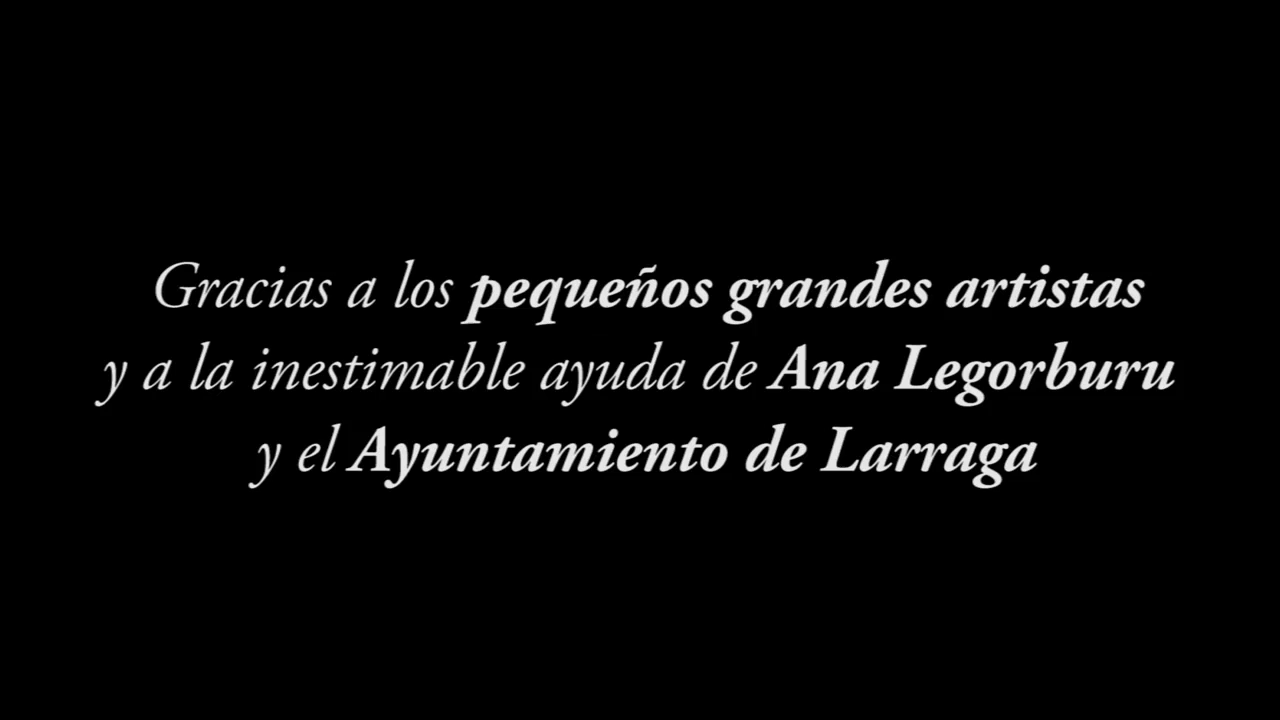 Gracias a los pequeños grandes artistas
y a la inestimable ayuda de Ana Legorburu
y el Ayuntamiento de Larraga